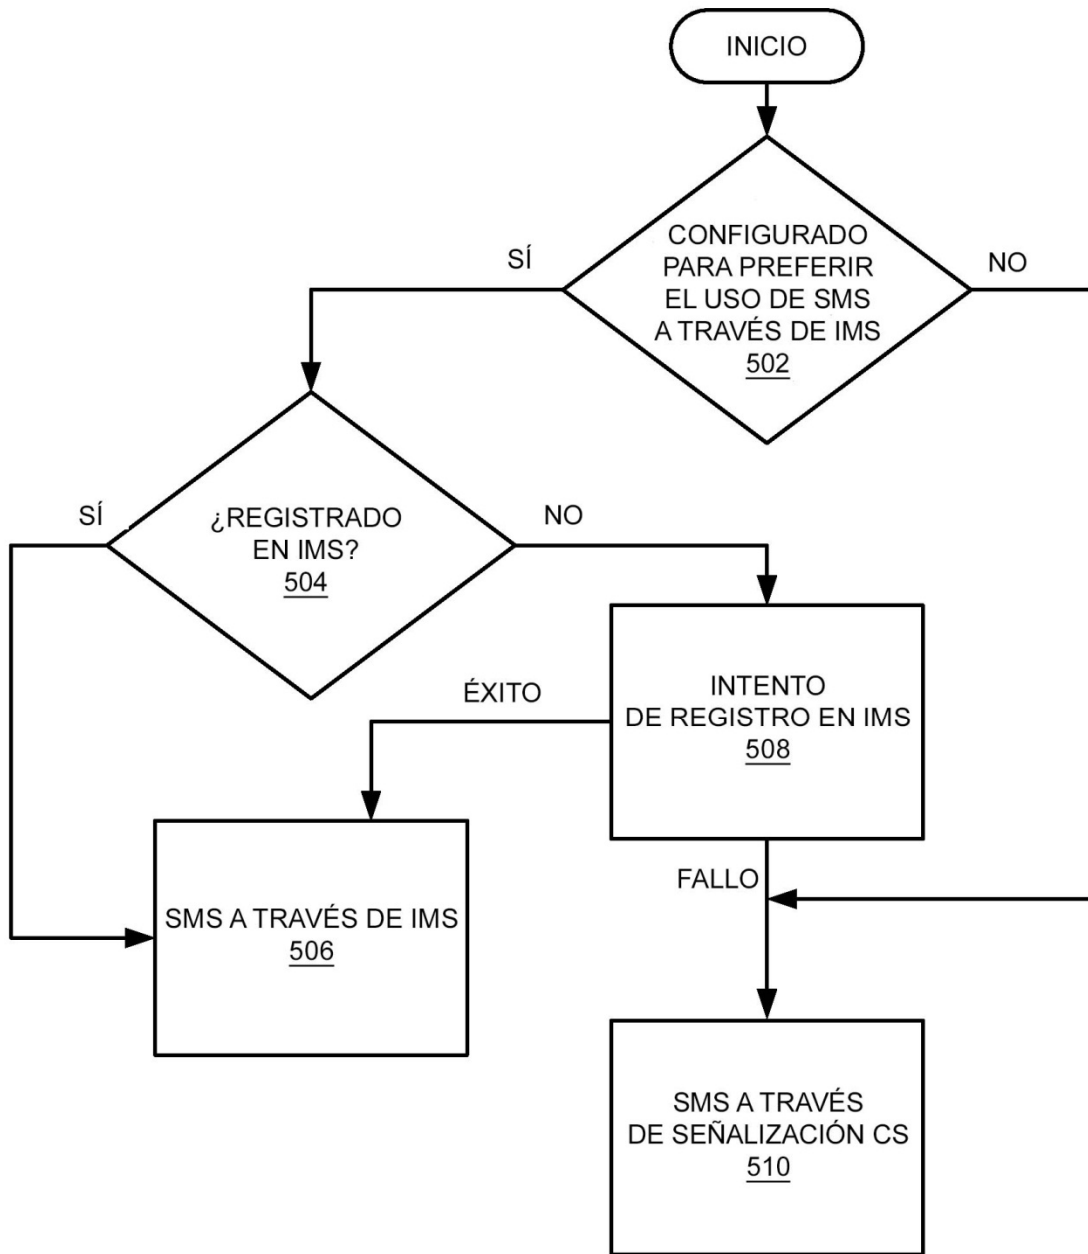 INICIO
CONFIGURADO
PARA PREFERIR
EL USO DE SMS
A TRAVÉS DE IMS
502
SÍ
NO
¿REGISTRADO
EN IMS?
504
SÍ
NO
INTENTO
DE REGISTRO EN IMS
508
ÉXITO
FALLO
SMS A TRAVÉS DE IMS
506
SMS A TRAVÉS
DE SEÑALIZACIÓN CS
510